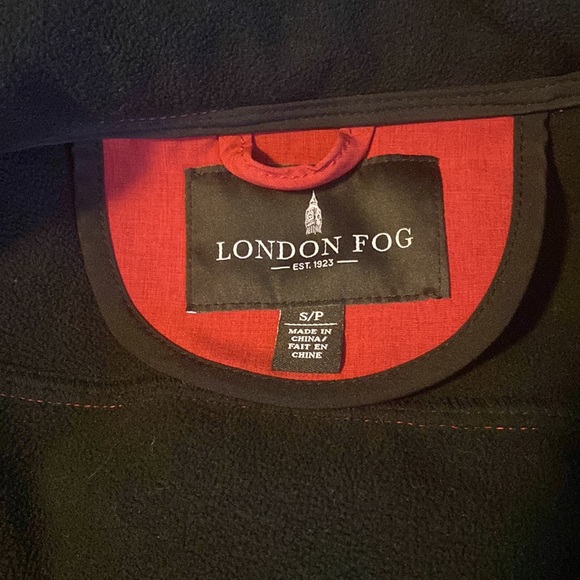 LONDON FOG
EST. 1923
S/P
MADE IN
CHINA/
FAIT EN
CHINE